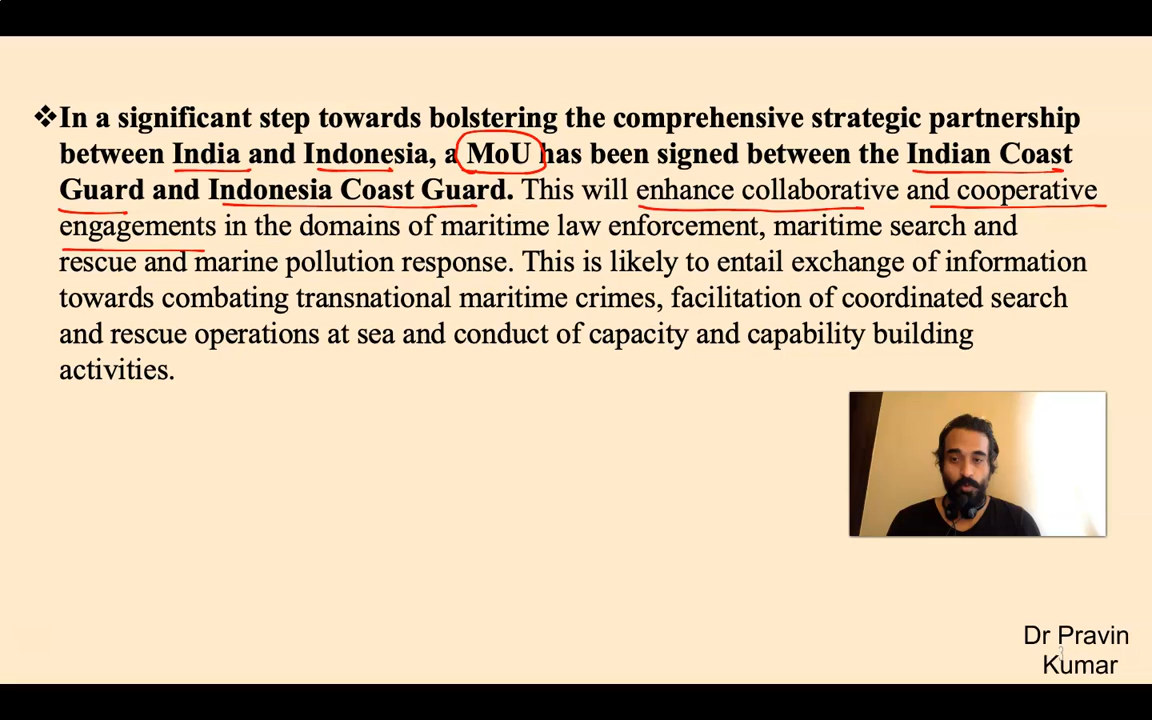 ❖In a significant step towards bolstering the comprehensive strategic partnership
between India and Indonesia, a MoU has been signed between the Indian Coast
Guard and Indonesia Coast Guard. This will enhance collaborative and cooperative
engagements in the domains of maritime law enforcement, maritime search and
rescue and marine pollution response. This is likely to entail exchange of information
towards combating transnational maritime crimes, facilitation of coordinated search
and rescue operations at sea and conduct of capacity and capability building
activities.
Dr Pravin
3
Kumar